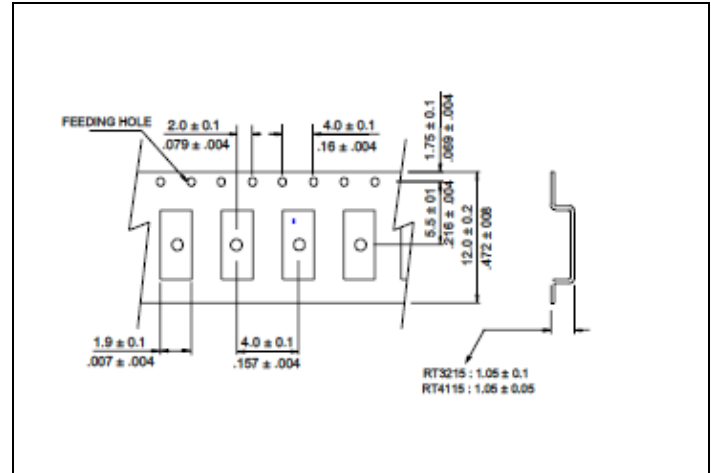 FEEDING HOLE
2.0 ± 0.1
.079 ± .004
4.0 ± 0.1
.16 ± .004
1.75 ± 0.1
.069 ± .004
5.5 ± 01
.216 ± .004
12.0 ± 0.2
.472 ± 008
1.9 ± 0.1
.007 ± .004
4.0 ± 0.1
.157 ± .004
RT3215 : 1.05 ± 0.1
RT4115 : 1.05 ± 0.05